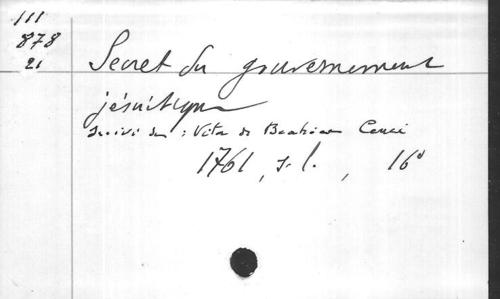 111
878
21
Secret du gouvernement
jésuitique
suivi de : Vita di Beatrice Cenci
1761, s. l., 16°